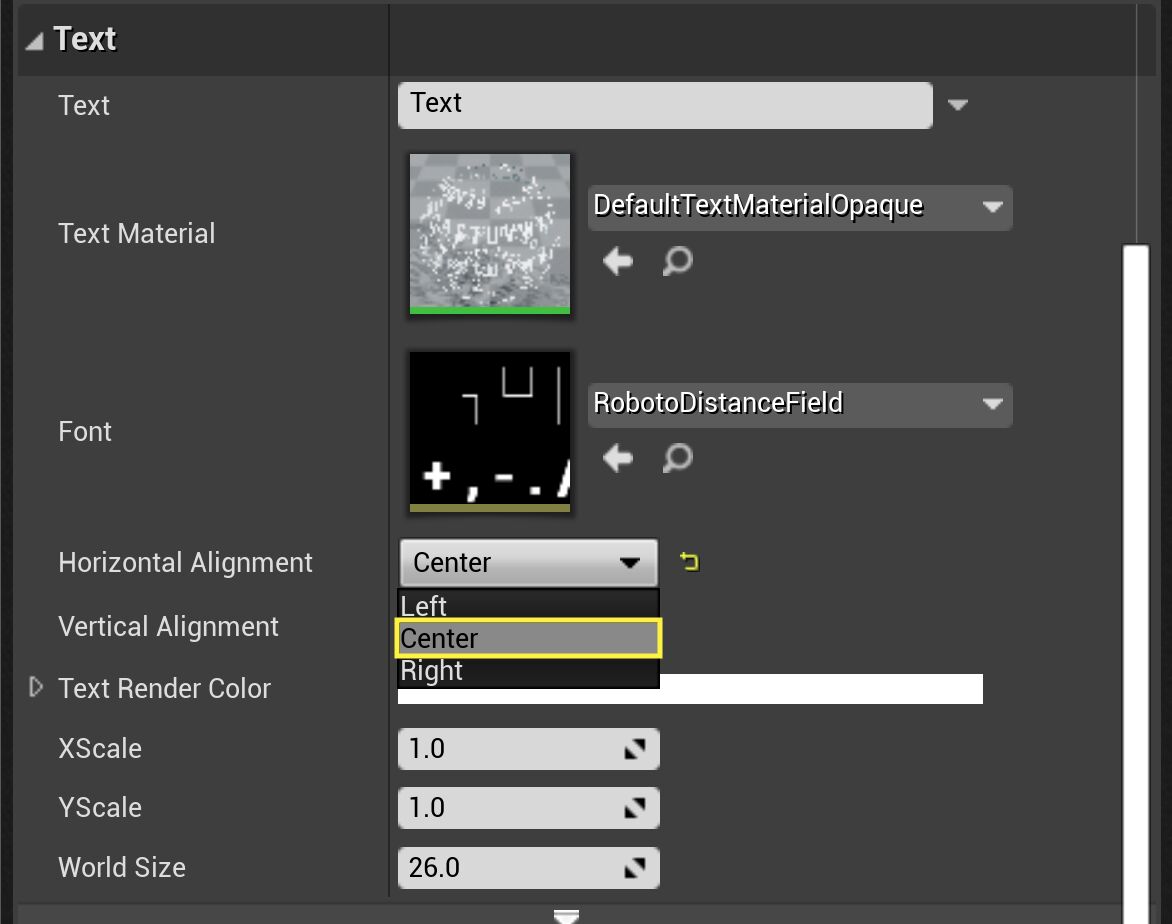 Text
Text
Text
Text Material
DefaultTextMaterialOpaque
Font
+,-.
RobotoDistanceField
Horizontal Alignment
Center
Left
Center
Right
Vertical Alignment
Text Render Color
XScale
1.0
YScale
1.0
World Size
26.0